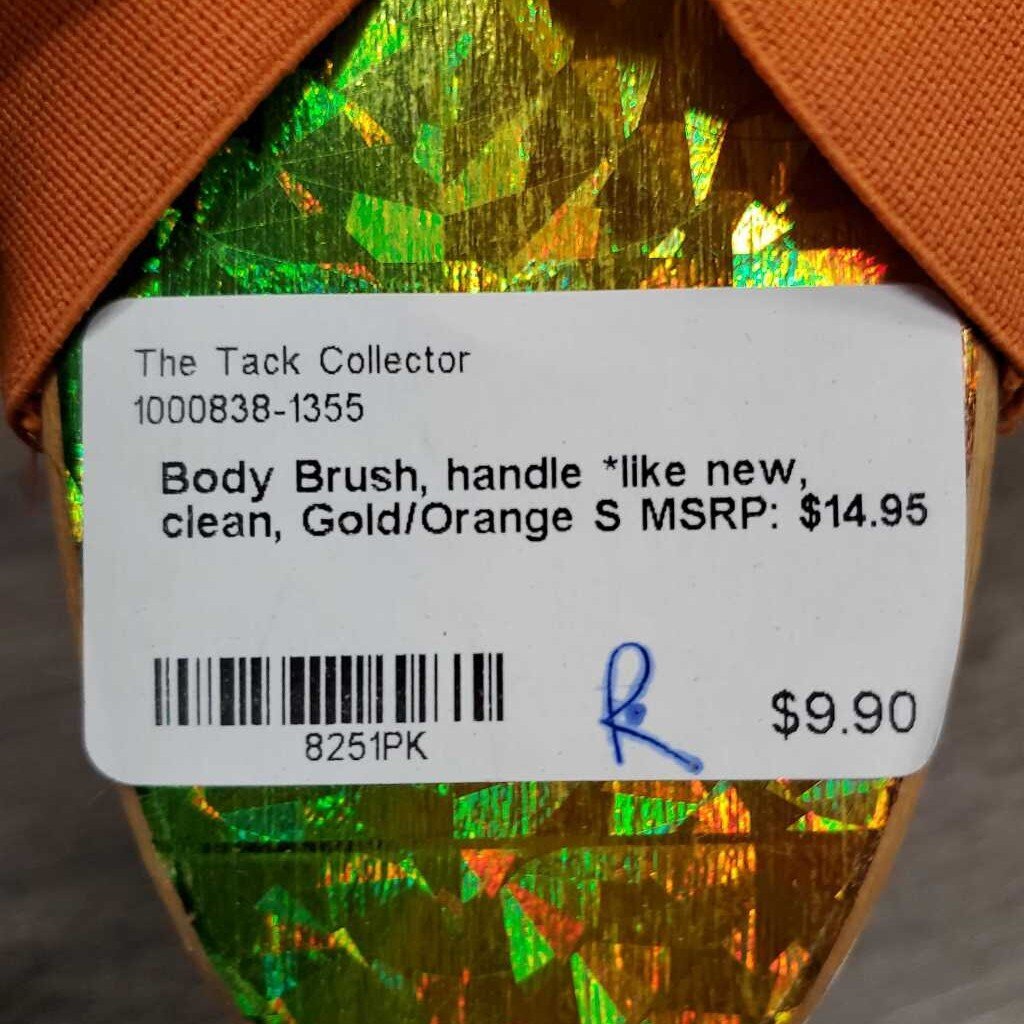 The Tack Collector
1000838-1355
Body Brush, handle *like new,
clean, Gold/Orange S MSRP: $14.95
R
$9.90
8251PK